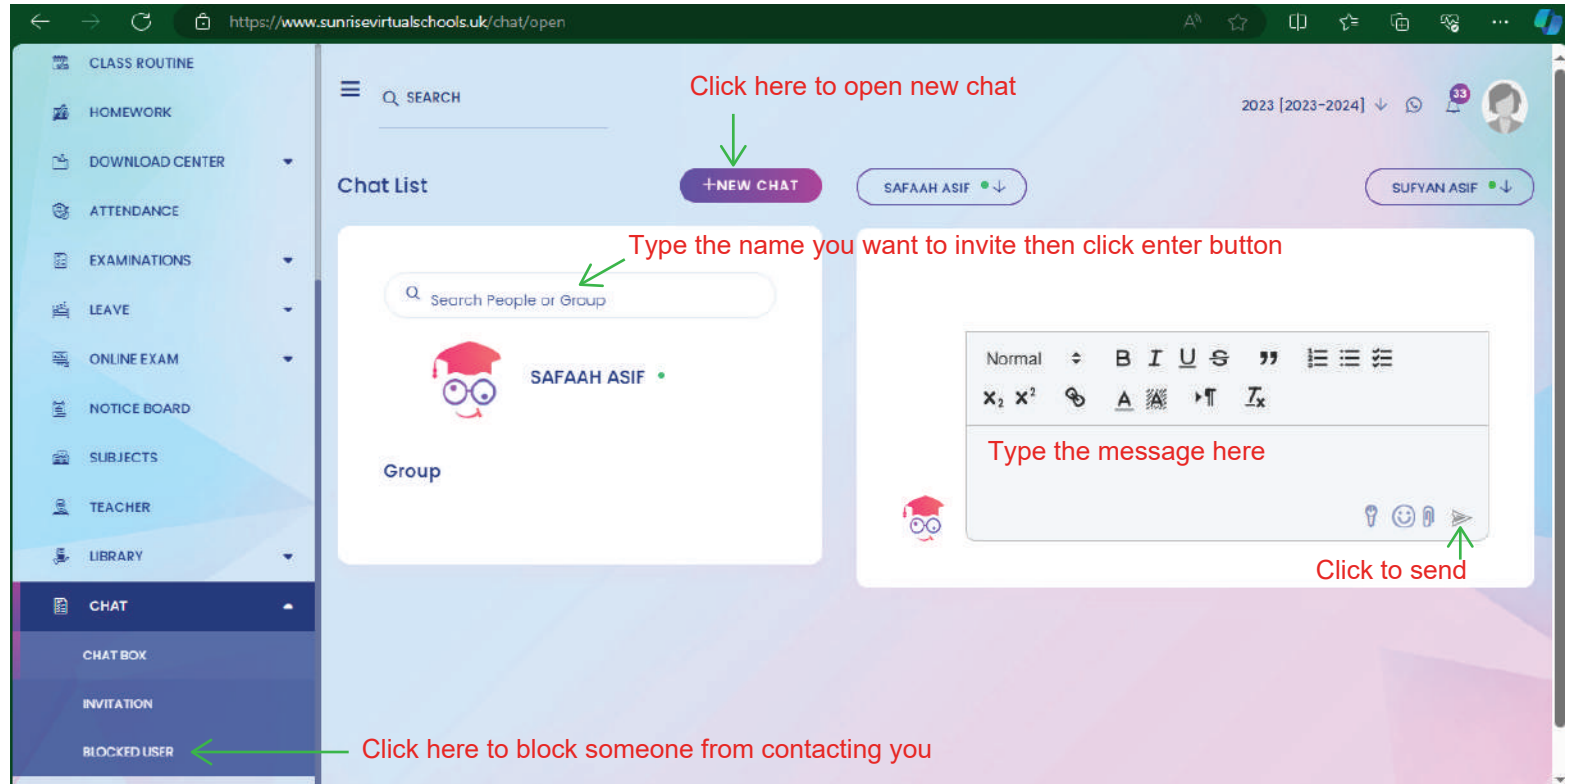 https://www.sunrisevirtualschools.uk/chat/open
CLASS ROUTINE
HOMEWORK
DOWNLOAD CENTER
ATTENDANCE
EXAMINATIONS
LEAVE
ONLINE EXAM
NOTICE BOARD
SUBJECTS
TEACHER
LIBRARY
CHAT
CHAT BOX
INVITATION
BLOCKED USER
SEARCH
Click here to open new chat
2023 [2023-2024]
33
Chat List
+NEW CHAT
SAFAAH ASIF
SUFYAN ASIF
Type the name you want to invite then click enter button
Search People or Group
SAFAAH ASIF
Group
Normal
B I U S
X₂ X²
A
Type the message here
Click to send
Click here to block someone from contacting you